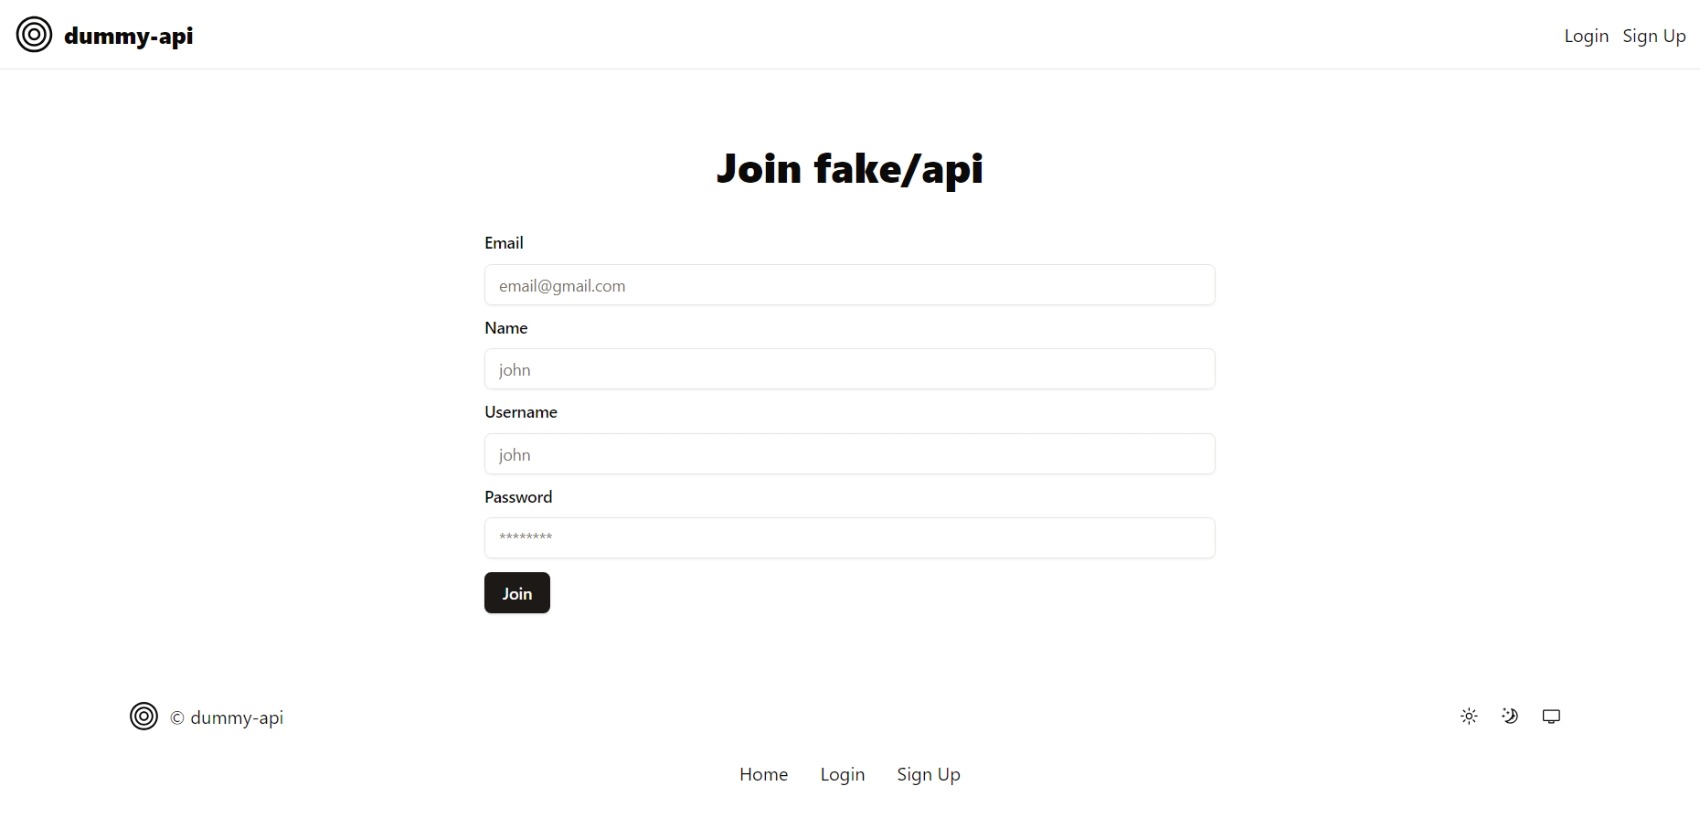 dummy-api
Login Sign Up
Join fake/api
Email
email@gmail.com
Name
john
Username
john
Password
********
Join
© dummy-api
Home Login Sign Up